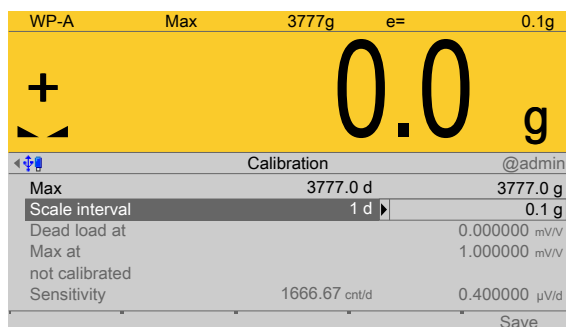 WP-A Max 3777g e= 0.1g
+ 0.0 g
Calibration @admin
Max 3777.0 d 3777.0 g
Scale interval 1 d 0.1 g
Dead load at 0.000000 mV/V
Max at 1.000000 mV/V
not calibrated
Sensitivity 1666.67 cnt/d 0.400000 µV/d
Save